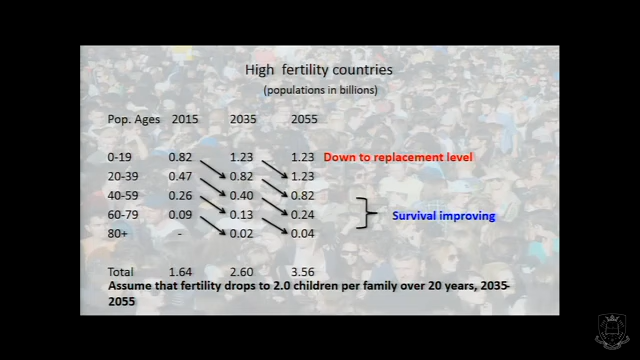 High fertility countries
(populations in billions)
Pop. Ages 2015 2035 2055
0-19 0.82 1.23 1.23 Down to replacement level
20-39 0.47 0.82 1.23
40-59 0.26 0.40 0.82
60-79 0.09 0.13 0.24 Survival improving
80+ - 0.02 0.04
Total 1.64 2.60 3.56
Assume that fertility drops to 2.0 children per family over 20 years, 2035-
2055